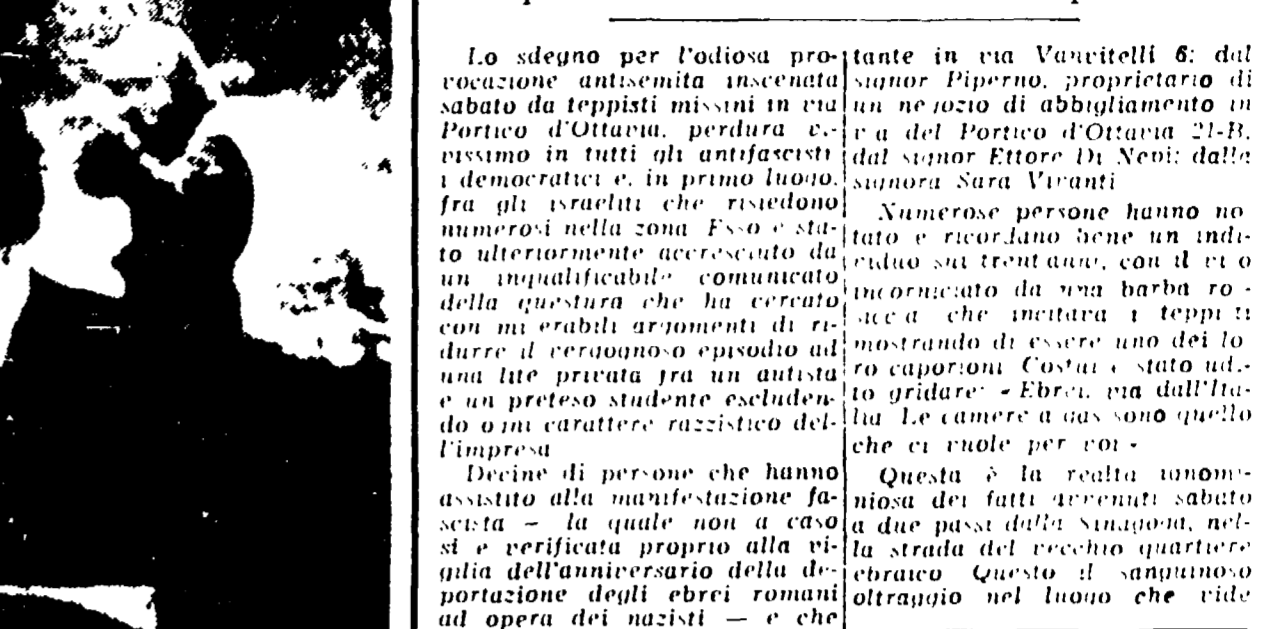 Lo sdegno per l'odiosa pro-
vocazione antisemita inscenata
sabato da teppisti missini in via
Portico d'Ottavia, perdura vi-
vissimo in tutti gli antifascisti
i democratici e, in primo luogo,
fra gli israeliti che risiedono
numerosi nella zona Esso è sta-
to ulteriormente accresciuto da
un inqualificabile comunicato
della questura che ha cercato
con miserabili argomenti di ri-
durre il vergognoso episodio ad
una lite privata fra un autista
e un preteso studente escluden-
do ogni carattere razzistico del-
l'impresa
Decine di persone che hanno
assistito alla manifestazione fa-
scista — la quale non a caso
si è verificata proprio alla vi-
gilia dell'anniversario della de-
portazione degli ebrei romani
ad opera dei nazisti — e che
tante in via Vanvitelli 6; dal
signor Piperno, proprietario di
un negozio di abbigliamento in
via del Portico d'Ottavia 21-B,
dal signor Ettore Di Nepi; dalla
signora Sara Vivanti
Numerose persone hanno no
tato e ricordano bene un indi-
viduo sui trent'anni, con il viso
incorniciato da una barba ros-
siccia che incitava i teppisti
mostrando di essere uno dei lo
ro caporioni Costui è stato udi-
to gridare: « Ebrei, via dall'Ita-
lia Le camere a gas sono quello
che ci vuole per voi »
Questa è la realtà ignomi-
niosa dei fatti avvenuti sabato
a due passi dalla Sinagoga, nel-
la strada del vecchio quartiere
ebraico Questo il sanguinoso
oltraggio nel luogo che vide